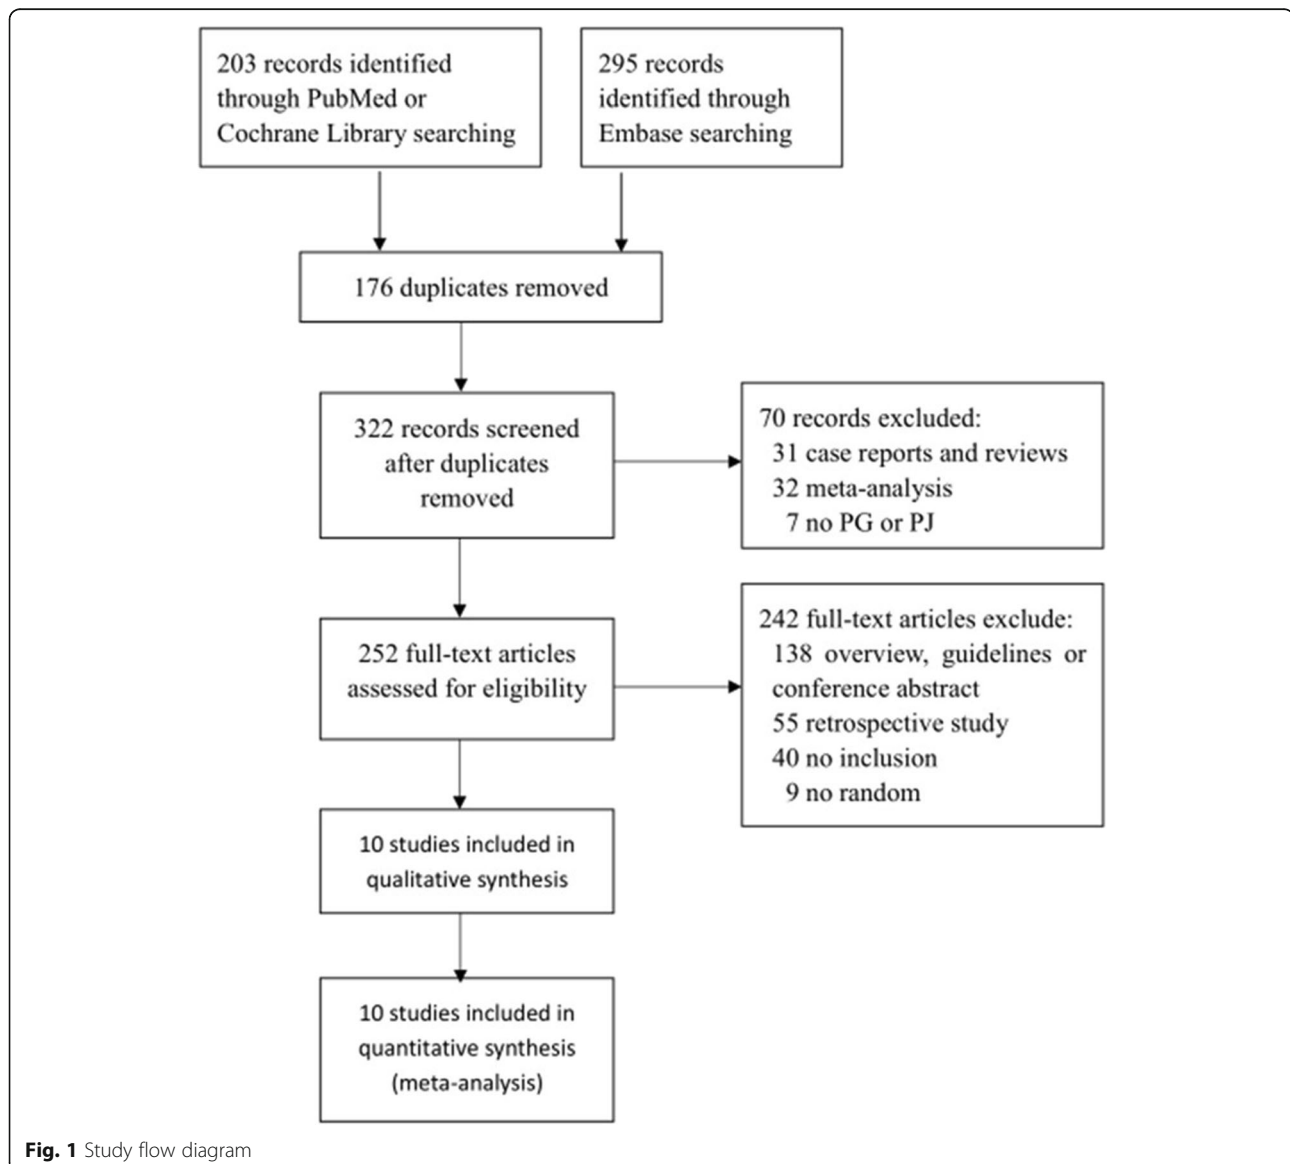 203 records identified
through PubMed or
Cochrane Library searching
295 records
identified through
Embase searching
176 duplicates removed
322 records screened
after duplicates
removed
70 records excluded:
31 case reports and reviews
32 meta-analysis
7 no PG or PJ
252 full-text articles
assessed for eligibility
242 full-text articles exclude:
138 overview, guidelines or
conference abstract
55 retrospective study
40 no inclusion
9 no random
10 studies included in
qualitative synthesis
10 studies included in
quantitative synthesis
(meta-analysis)
Fig. 1 Study flow diagram